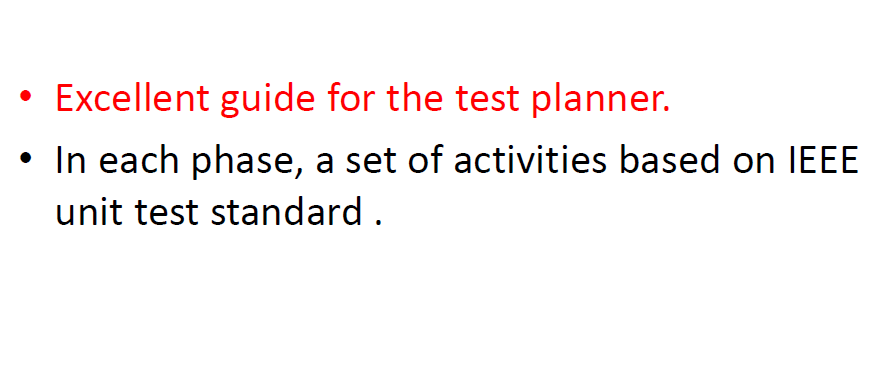 • Excellent guide for the test planner.
• In each phase, a set of activities based on IEEE
unit test standard .